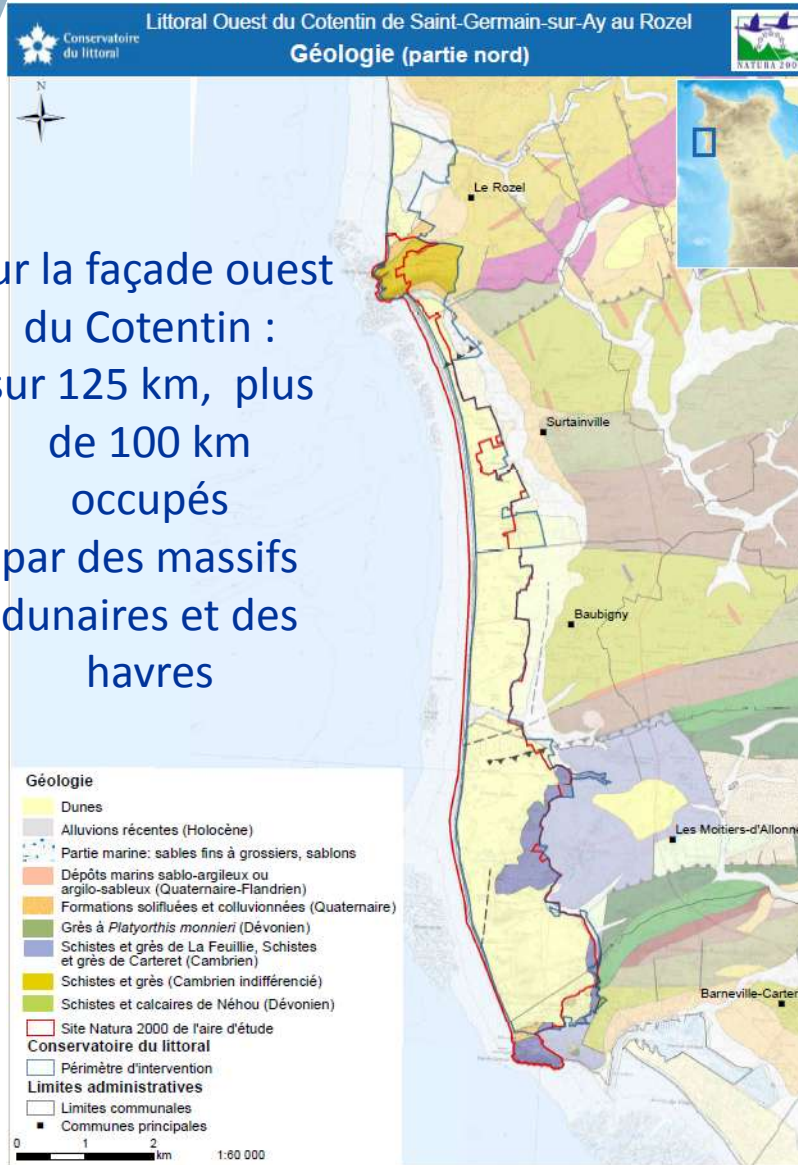 Conservatoire
du littoral
Littoral Ouest du Cotentin de Saint-Germain-sur-Ay au Rozel
Géologie (partie nord)
NATURA 200
N
ur la façade ouest
du Cotentin :
sur 125 km, plus
de 100 km
occupés
par des massifs
dunaires et des
havres
Le Rozel
Surtainville
Baubigny
Les Moitiers-d'Allonne
Barneville-Carter
Géologie
Dunes
Alluvions récentes (Holocène)
Partie marine: sables fins à grossiers, sablons
Dépôts marins sablo-argileux ou
argilo-sableux (Quaternaire-Flandrien)
Formations solifluées et colluvionnées (Quaternaire)
Grès à Platyorthis monnieri (Dévonien)
Schistes et grès de La Feuillie, Schistes
et grès de Carteret (Cambrien)
Schistes et grès (Cambrien indifférencié)
Schistes et calcaires de Néhou (Dévonien)
Site Natura 2000 de l'aire d'étude
Conservatoire du littoral
Périmètre d'intervention
Limites administratives
Limites communales
Communes principales
0 1 2
km 1:60 000